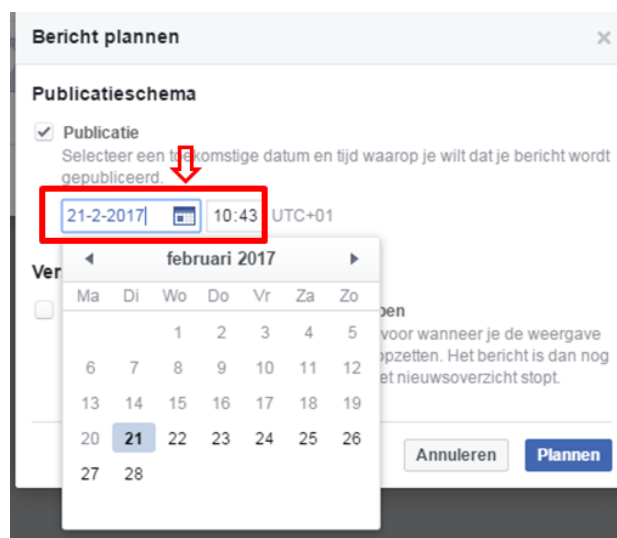 Bericht plannen
Publicatieschema
Publicatie
Selecteer een toekomstige datum en tijd waarop je wilt dat je bericht wordt
gepubliceerd.
21-2-2017 10:43 UTC+01
februari 2017
Ma Di Wo Do Vr Za Zo
1 2 3 4 5
6 7 8 9 10 11 12
13 14 15 16 17 18 19
20 21 22 23 24 25 26
27 28
voor wanneer je de weergave
Het bericht is dan nog
nieuwsoverzicht stopt.
Annuleren Plannen